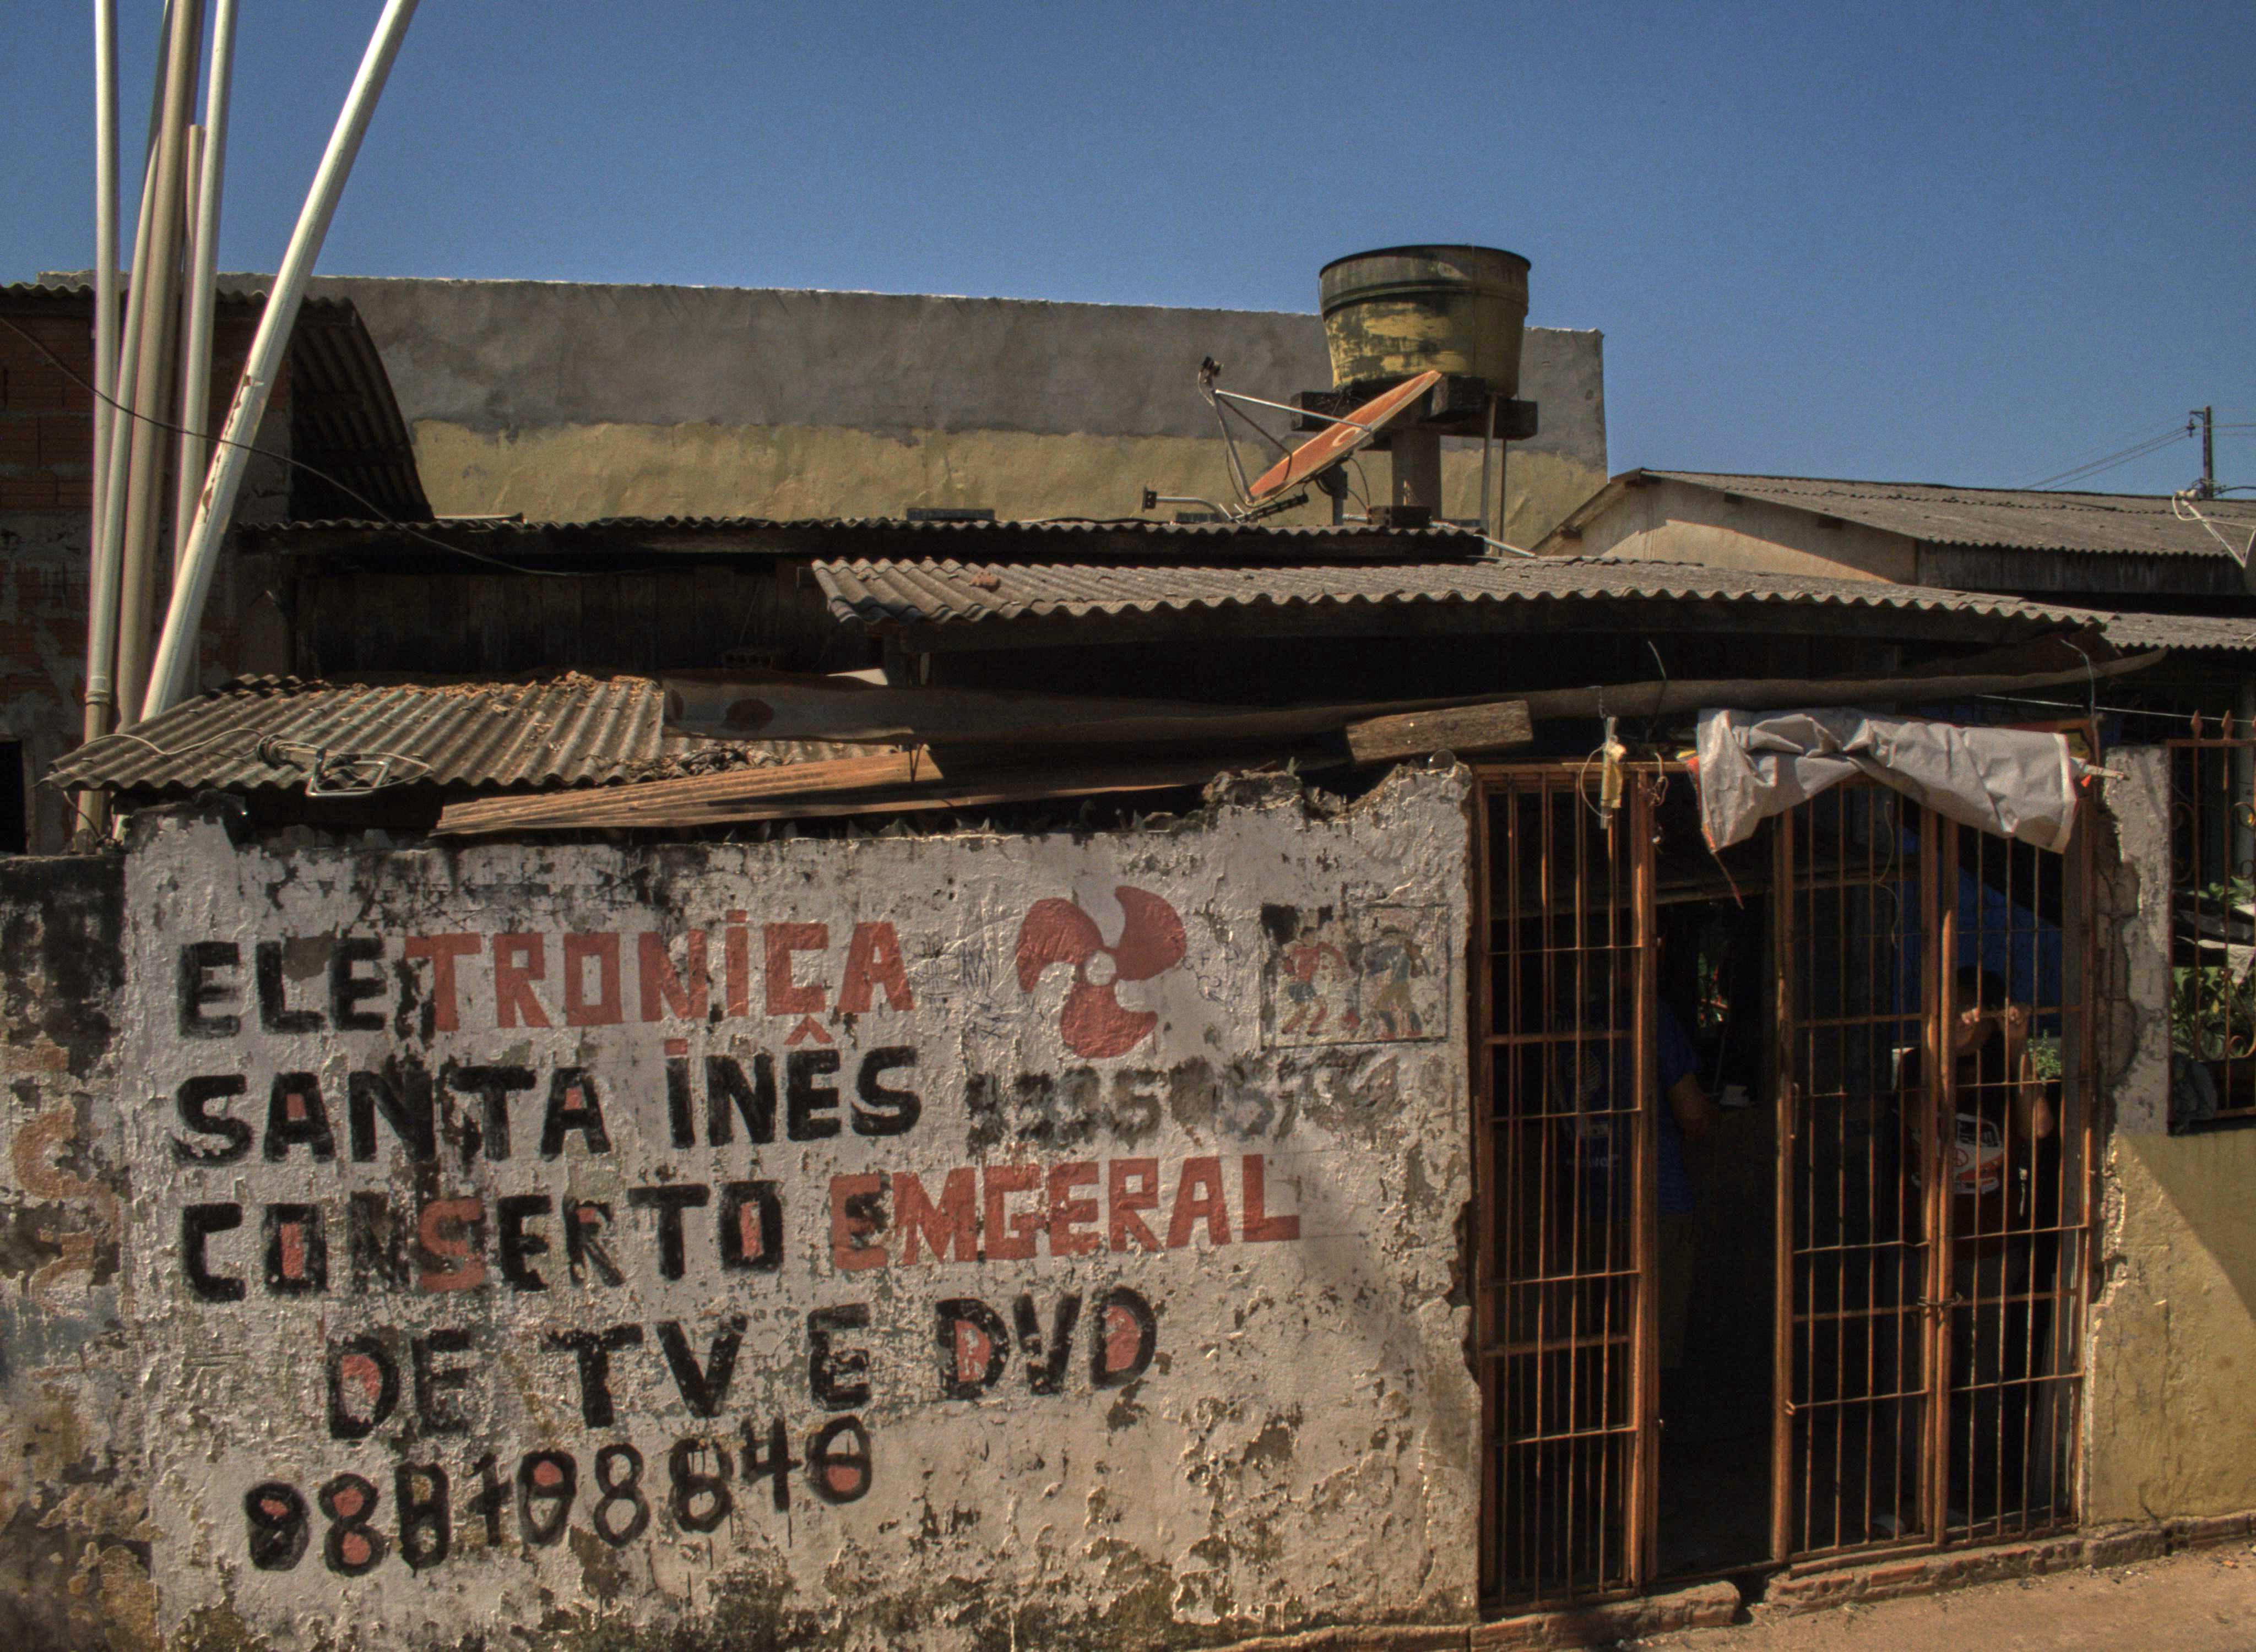 ELETRONICA
SANTA INÊS
CONSERTO EMGERAL
DE TV E DVD